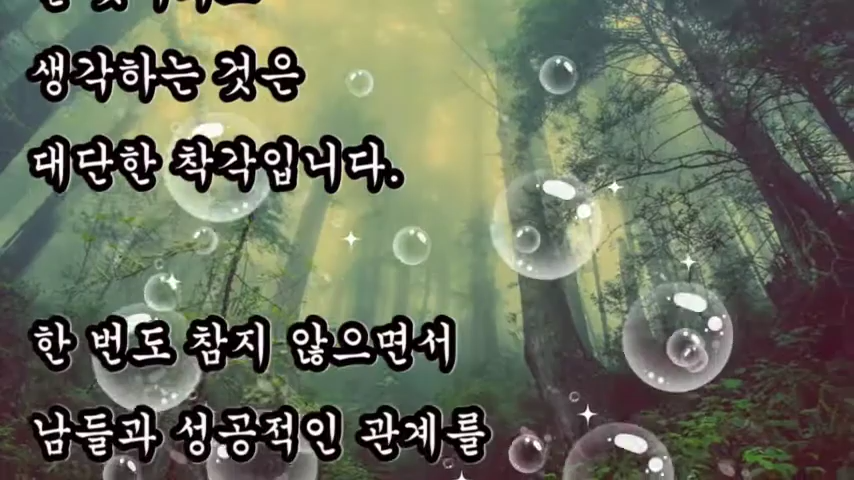 생각하는 것은
대단한 착각입니다.
한 번도 참지 않으면서
남들과 성공적인 관계를